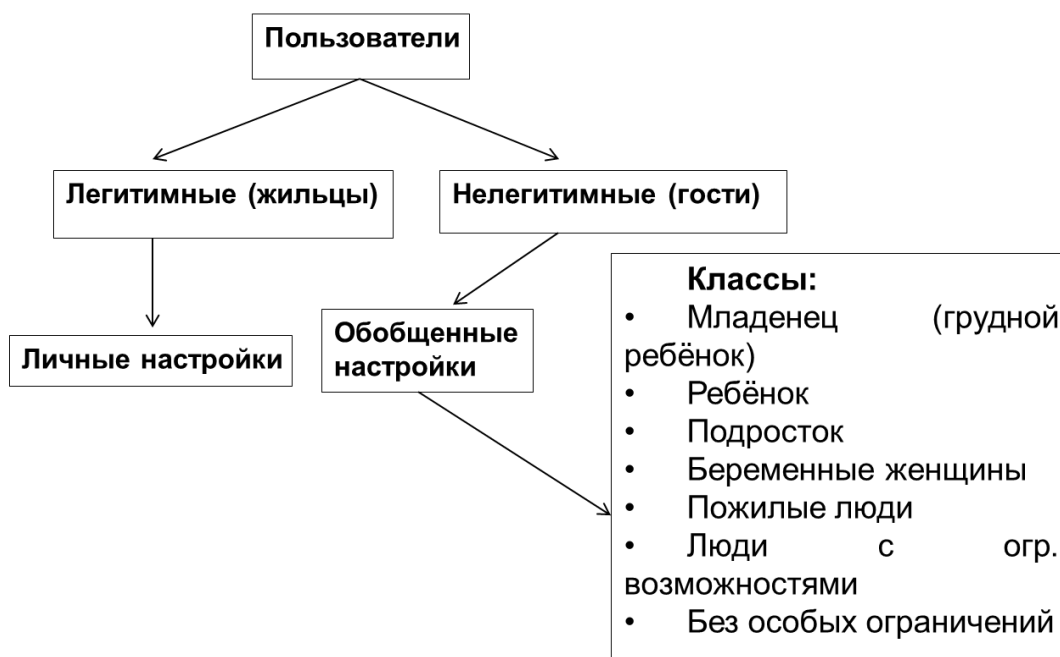 Пользователи
Легитимные (жильцы)
Нелегитимные (гости)
Личные настройки
Обобщенные
настройки
Классы:
• Младенец (грудной
ребёнок)
• Ребёнок
• Подросток
• Беременные женщины
• Пожилые люди
• Люди с огр.
возможностями
• Без особых ограничений